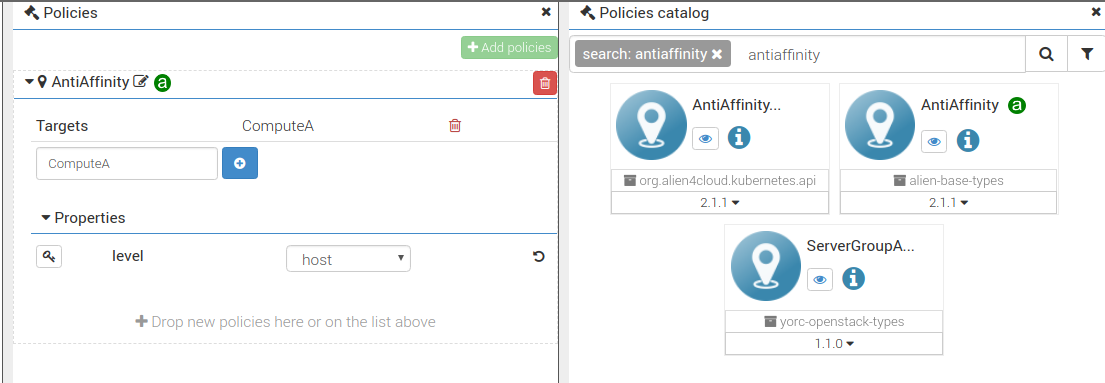 Policies
Add policies
AntiAffinity a
Targets ComputeA
ComputeA
Properties
level host
Drop new policies here or on the list above
Policies catalog
search: antiaffinity antiaffinity
AntiAffinity...
org.alien4cloud.kubernetes.api
2.1.1
AntiAffinity a
alien-base-types
2.1.1
ServerGroupA...
yorc-openstack-types
1.1.0